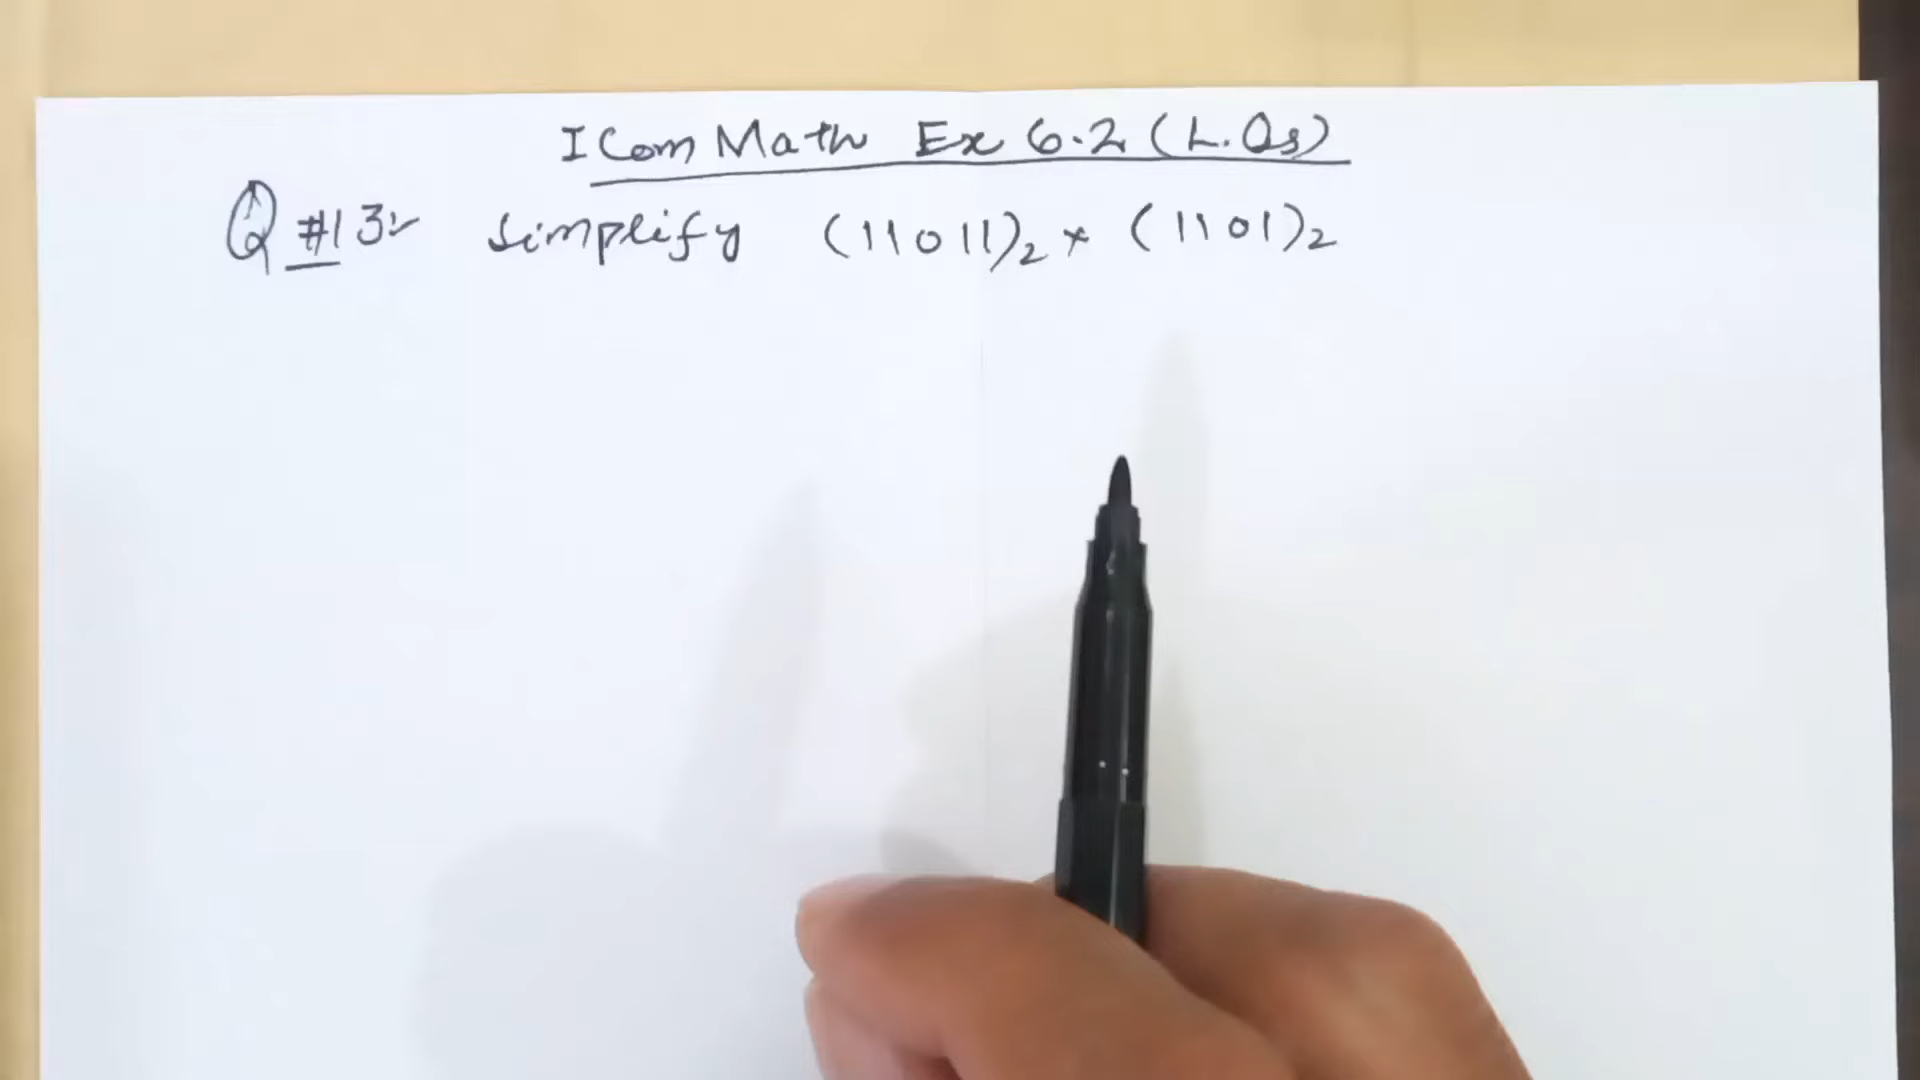 I Com Math Ex 6.2 (L.Qs)
Q #13:- Simplify (11011)₂ × (1101)₂